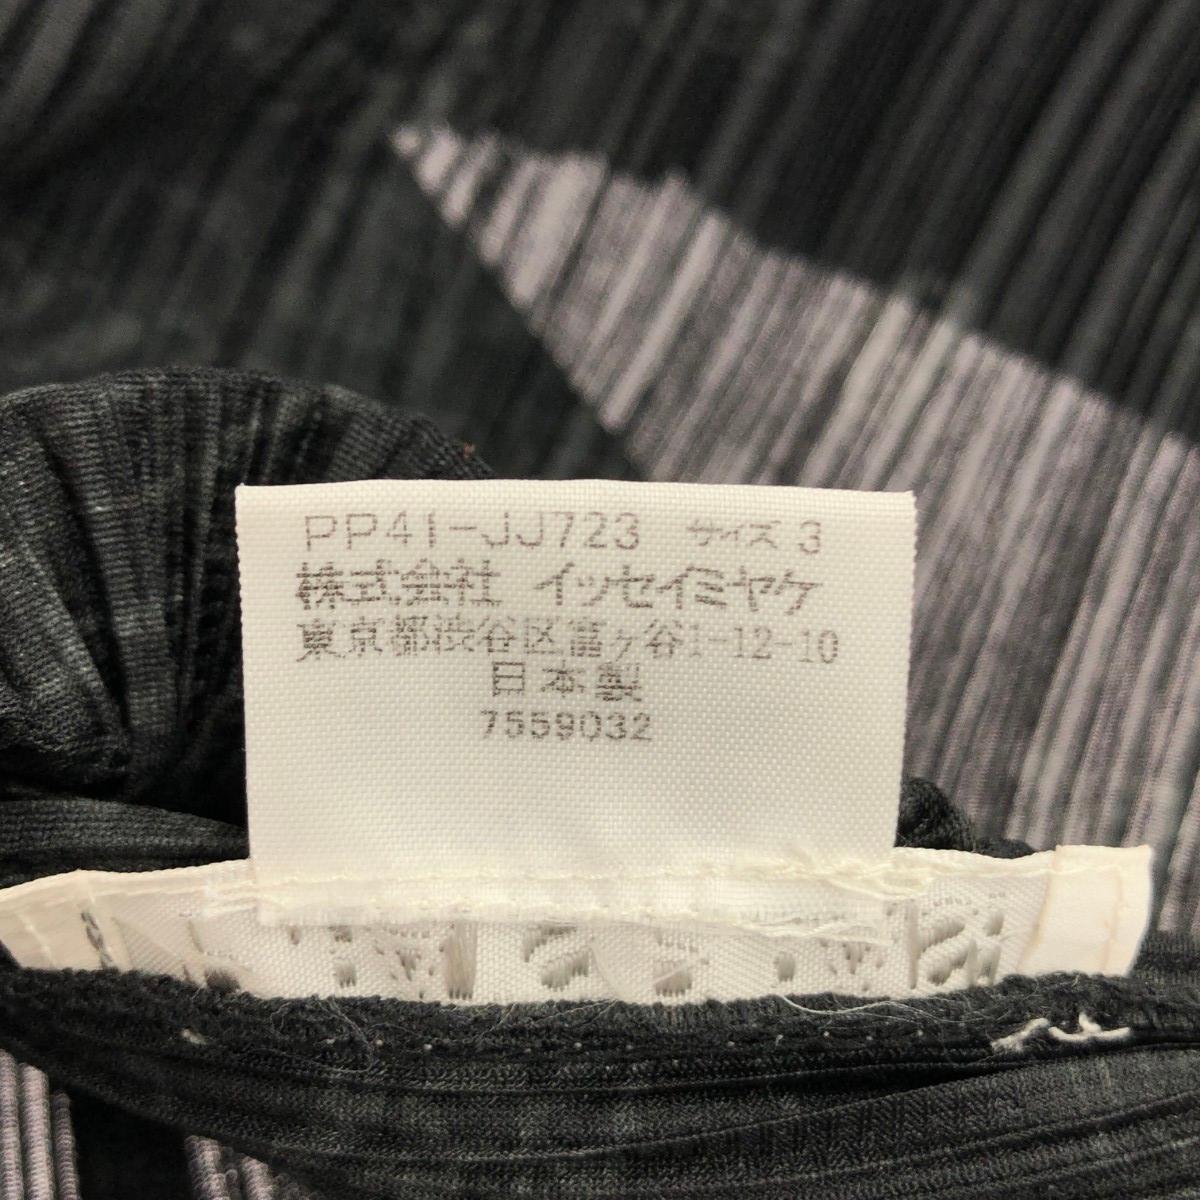 PP41-JJ723 サイズ 3
株式会社 イッセイミヤケ
東京都渋谷区富ヶ谷1-12-10
日本製
7559032